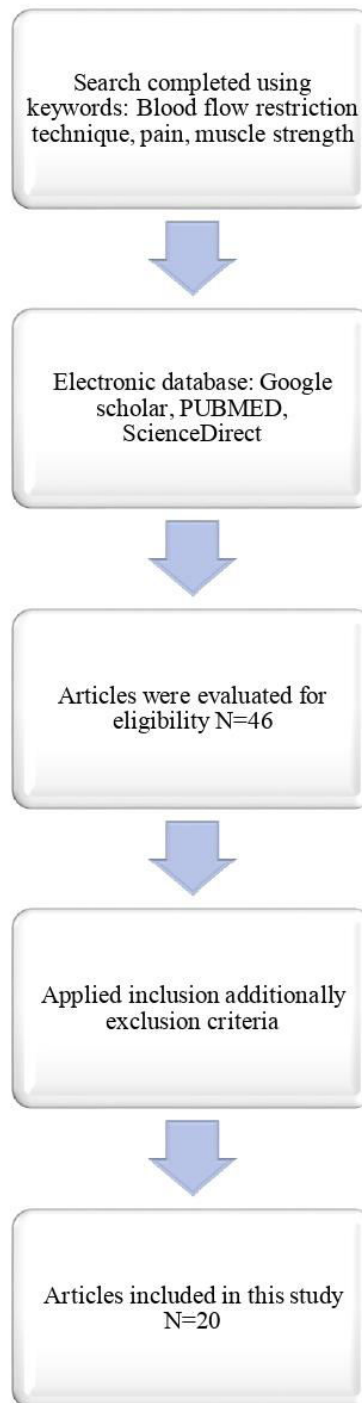 Search completed using
keywords: Blood flow restriction
technique, pain, muscle strength
Electronic database: Google
scholar, PUBMED,
ScienceDirect
Articles were evaluated for
eligibility N=46
Applied inclusion additionally
exclusion criteria
Articles included in this study
N=20